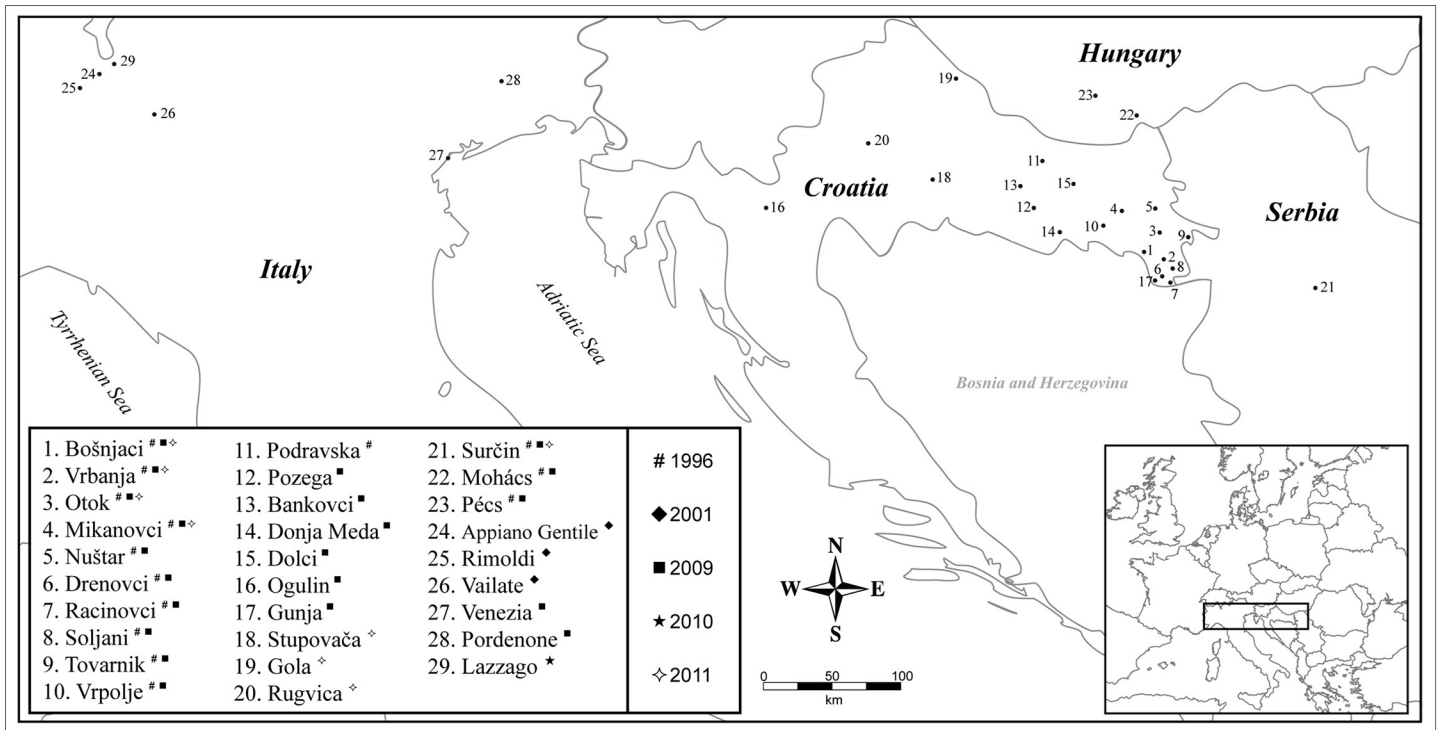 Hungary
29
24
25
26
28
27
19
23
22
20
11
18
13
15
Croatia
16
12
4
5
Serbia
14
10
3
9
1
2
6
8
17
7
21
Italy
Tyrrhenian Sea
Adriatic Sea
Bosnia and Herzegovina
1. Bošnjaci # ■ ✧
2. Vrbanja # ■ ✧
3. Otok # ■ ✧
4. Mikanovci # ■ ✧
5. Nuštar # ■
6. Drenovci # ■
7. Racinovci # ■
8. Soljani # ■
9. Tovarnik # ■
10. Vrpolje # ■
11. Podravska #
12. Pozega ■
13. Bankovci ■
14. Donja Meda ■
15. Dolci ■
16. Ogulin ■
17. Gunja ■
18. Stupovača ✧
19. Gola ✧
20. Rugvica ✧
21. Surčin # ■ ✧
22. Mohács # ■
23. Pécs # ■
24. Appiano Gentile ◆
25. Rimoldi ◆
26. Vailate ◆
27. Venezia ■
28. Pordenone ■
29. Lazzago ★
# 1996
◆ 2001
■ 2009
★ 2010
✧ 2011
N
W E
S
0 50 100
km